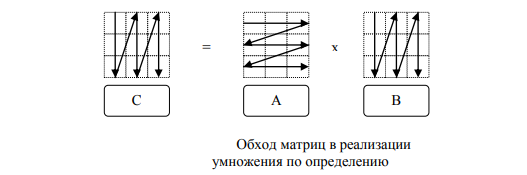 = x
C A B
Обход матриц в реализации
умножения по определению